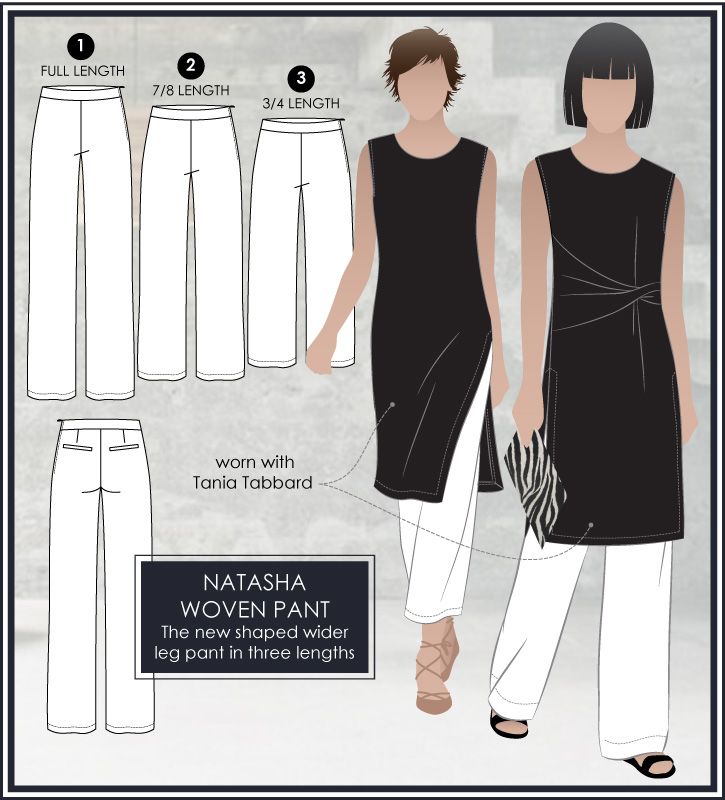 1
FULL LENGTH
2
7/8 LENGTH
3
3/4 LENGTH
worn with
Tania Tabbard
NATASHA
WOVEN PANT
The new shaped wider
leg pant in three lengths